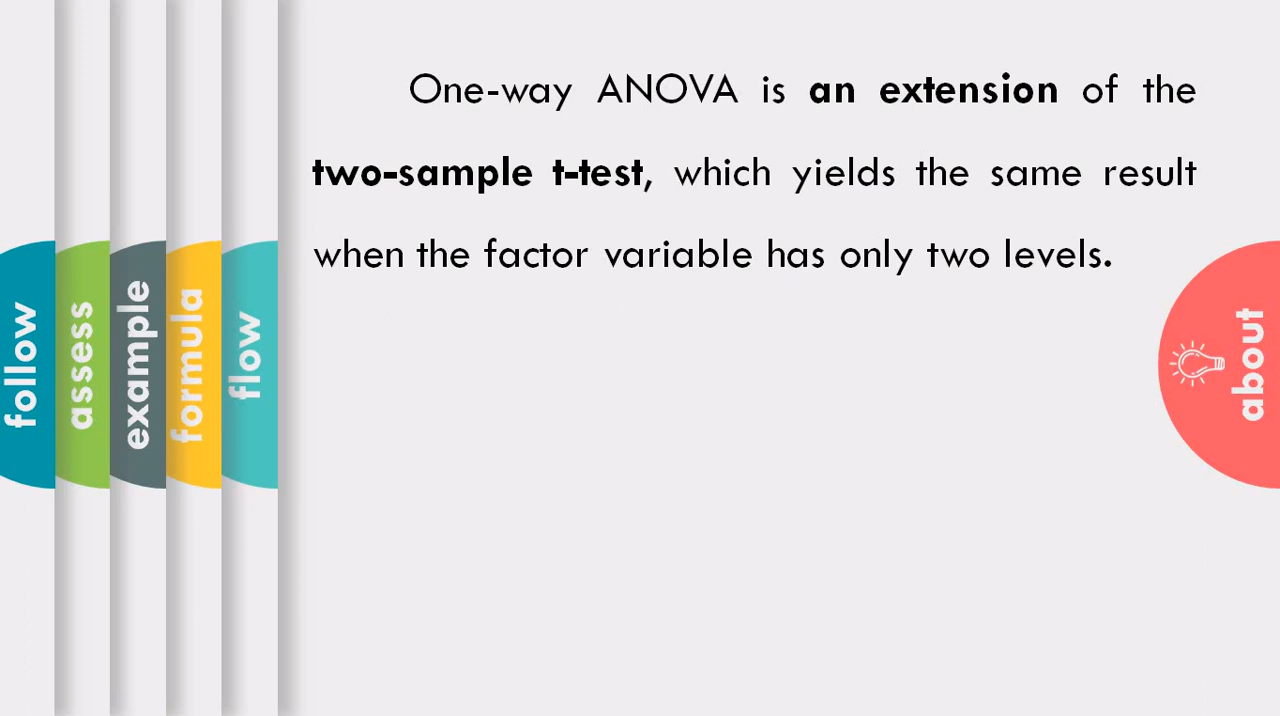 One-way ANOVA is an extension of the
two-sample t-test, which yields the same result
when the factor variable has only two levels.
follow
assess
example
formula
flow
about